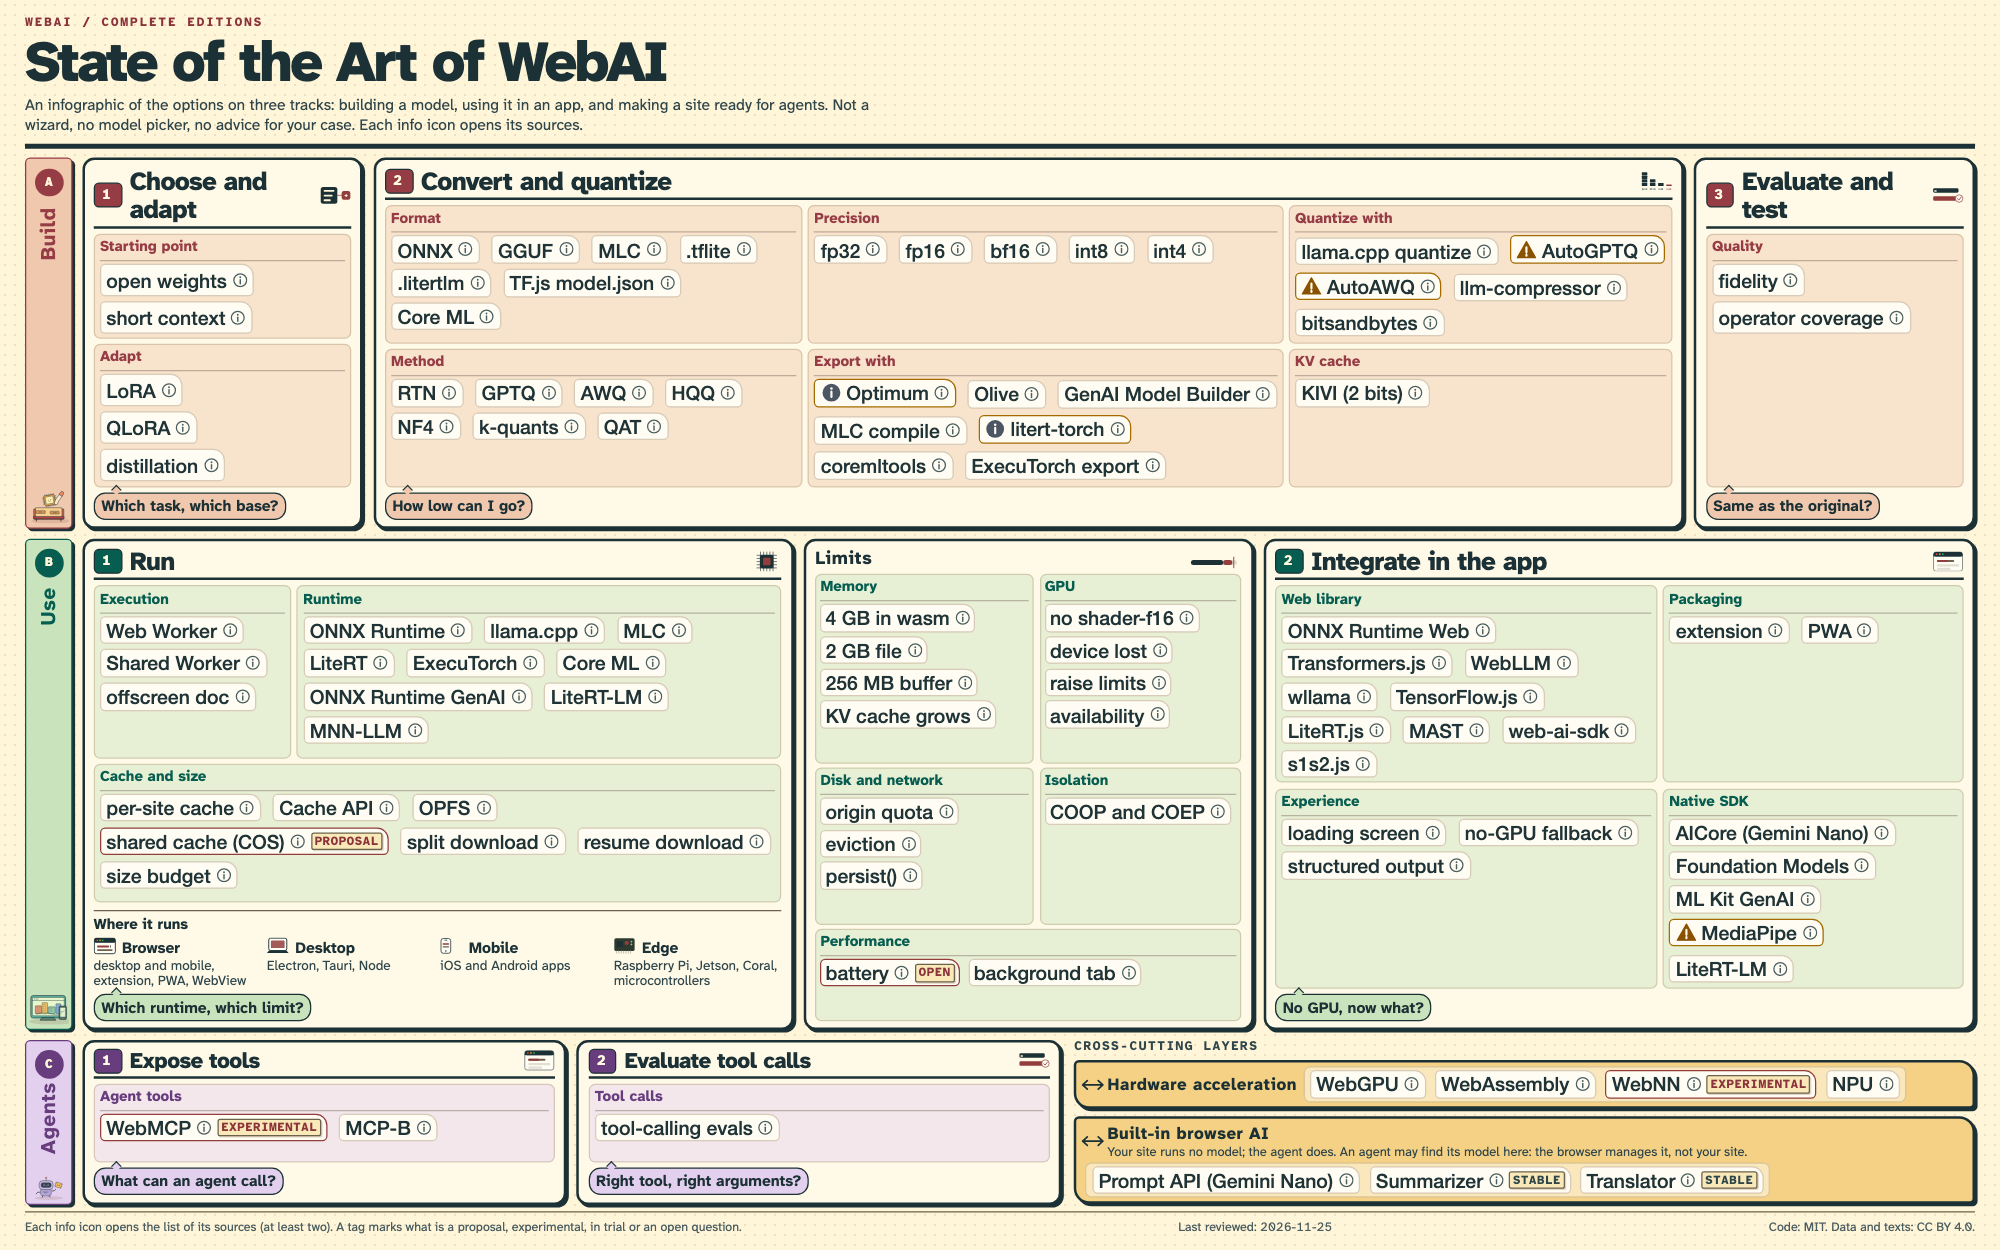 WEBAI / COMPLETE EDITIONS
State of the Art of WebAI
An infographic of the options on three tracks: building a model, using it in an app, and making a site ready for agents. Not a
wizard, no model picker, no advice for your case. Each info icon opens its sources.
A
Build
1 Choose and
adapt
Starting point
open weights
short context
Adapt
LoRA
QLoRA
distillation
Which task, which base?
2 Convert and quantize
Format
ONNX GGUF MLC .tflite
.litertlm TF.js model.json
Core ML
Precision
fp32 fp16 bf16 int8 int4
Quantize with
llama.cpp quantize AutoGPTQ
AutoAWQ llm-compressor
bitsandbytes
Method
RTN GPTQ AWQ HQQ
NF4 k-quants QAT
Export with
Optimum Olive GenAI Model Builder
MLC compile litert-torch
coremltools ExecuTorch export
KV cache
KIVI (2 bits)
How low can I go?
3 Evaluate and
test
Quality
fidelity
operator coverage
Same as the original?
B
Use
1 Run
Execution
Web Worker
Shared Worker
offscreen doc
Runtime
ONNX Runtime llama.cpp MLC
LiteRT ExecuTorch Core ML
ONNX Runtime GenAI LiteRT-LM
MNN-LLM
Cache and size
per-site cache Cache API OPFS
shared cache (COS) PROPOSAL split download resume download
size budget
Where it runs
Browser
desktop and mobile,
extension, PWA, WebView
Desktop
Electron, Tauri, Node
Mobile
iOS and Android apps
Edge
Raspberry Pi, Jetson, Coral,
microcontrollers
Which runtime, which limit?
Limits
Memory
4 GB in wasm
2 GB file
256 MB buffer
KV cache grows
GPU
no shader-f16
device lost
raise limits
availability
Disk and network
origin quota
eviction
persist()
Isolation
COOP and COEP
Performance
battery OPEN background tab
2 Integrate in the app
Web library
ONNX Runtime Web
Transformers.js WebLLM
wllama TensorFlow.js
LiteRT.js MAST web-ai-sdk
s1s2.js
Packaging
extension PWA
Experience
loading screen no-GPU fallback
structured output
Native SDK
AICore (Gemini Nano)
Foundation Models
ML Kit GenAI
MediaPipe
LiteRT-LM
No GPU, now what?
C
Agents
1 Expose tools
Agent tools
WebMCP EXPERIMENTAL MCP-B
What can an agent call?
2 Evaluate tool calls
Tool calls
tool-calling evals
Right tool, right arguments?
CROSS-CUTTING LAYERS
Hardware acceleration WebGPU WebAssembly WebNN EXPERIMENTAL NPU
Built-in browser AI
Your site runs no model; the agent does. An agent may find its model here: the browser manages it, not your site.
Prompt API (Gemini Nano) Summarizer STABLE Translator STABLE
Each info icon opens the list of its sources (at least two). A tag marks what is a proposal, experimental, in trial or an open question.
Last reviewed: 2026-11-25
Code: MIT. Data and texts: CC BY 4.0.